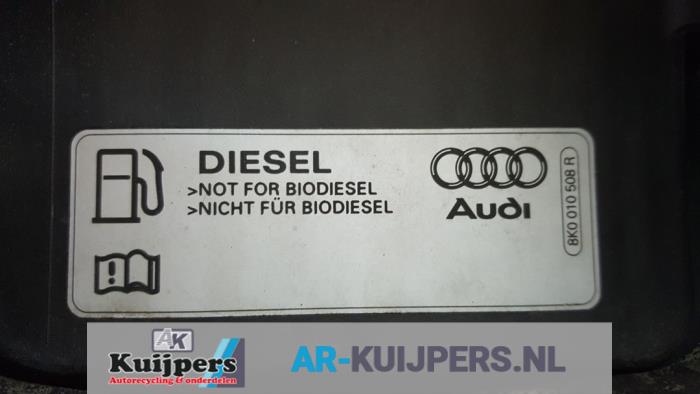 DIESEL
>NOT FOR BIODIESEL
>NICHT FÜR BIODIESEL
Audi
8K0 010 508 R
AK
Kuijpers
Autorecycling & onderdelen
AR-KUIJPERS.NL